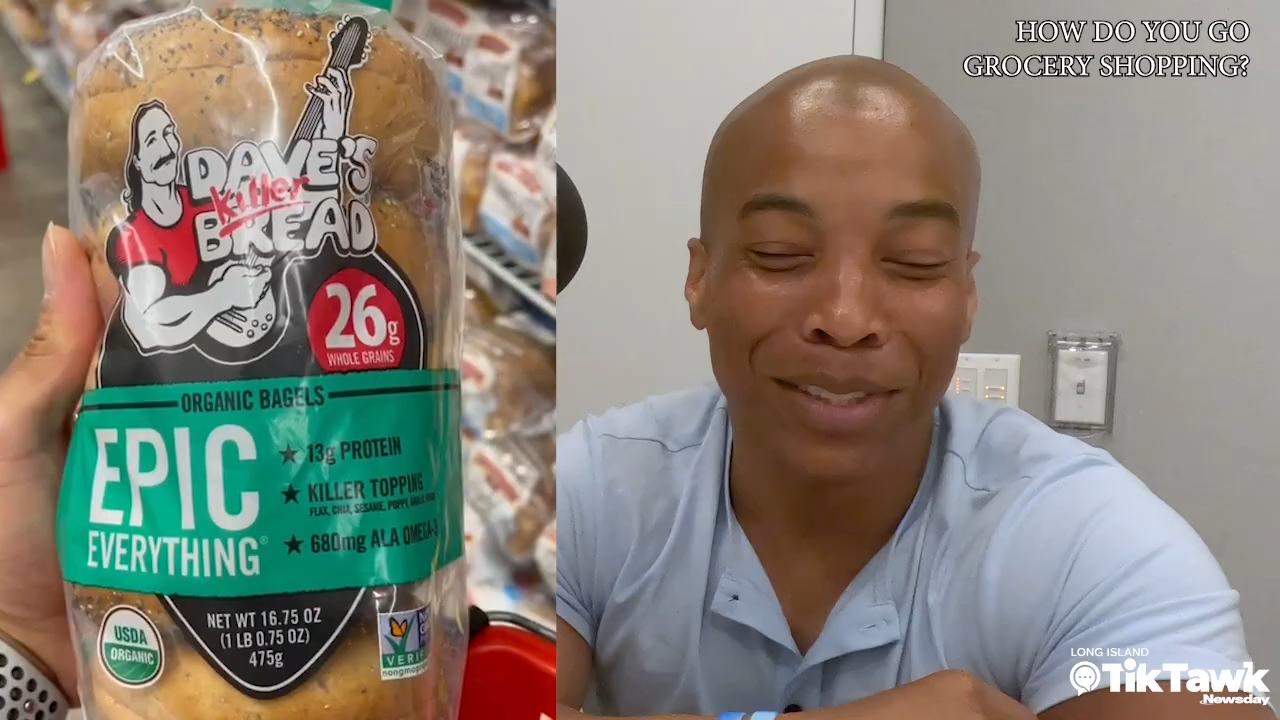 DAVE'S
Killer
BREAD
26g
WHOLE GRAINS
ORGANIC BAGELS
EPIC
EVERYTHING®
★ 13g PROTEIN
★ KILLER TOPPING
FLAX, CHIA, SESAME, POPPY,
★ 680mg ALA OMEGA-3
NET WT 16.75 OZ
(1 LB 0.75 OZ)
475g
USDA
ORGANIC
HOW DO YOU GO
GROCERY SHOPPING?
LONG ISLAND
TikTawk
Newsday